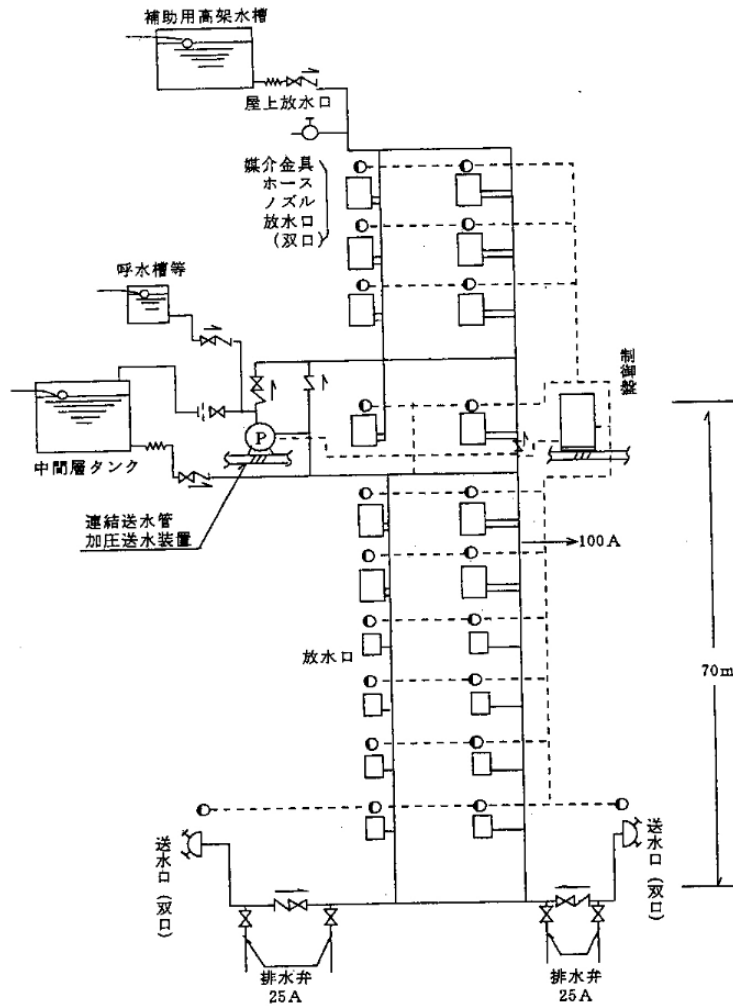 補助用高架水槽
屋上放水口
媒介金具
ホース
ノズル
放水口
(双口)
呼水槽等
制御盤
P
中間層タンク
連結送水管
加圧送水装置
100A
放水口
70m
送水口(双口)
送水口(双口)
排水弁
25A
排水弁
25A